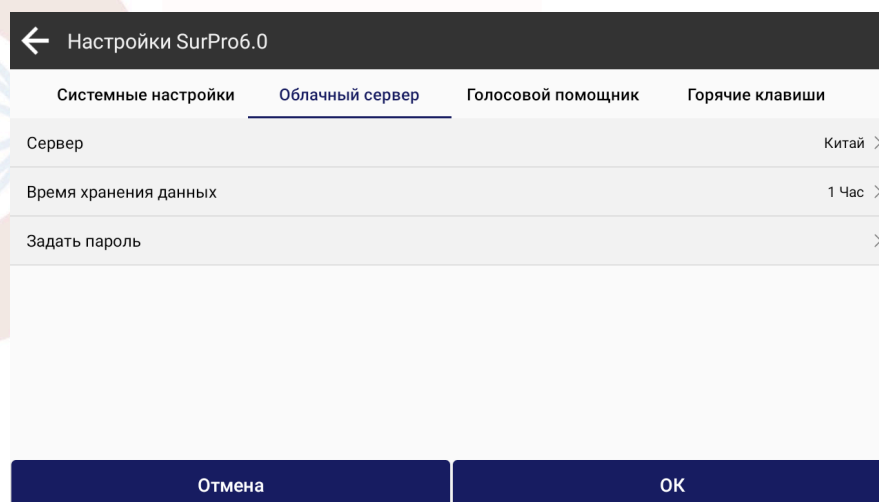 Настройки SurPro6.0
Системные настройки Облачный сервер Голосовой помощник Горячие клавиши
Сервер Китай
Время хранения данных 1 Час
Задать пароль
Отмена ОК